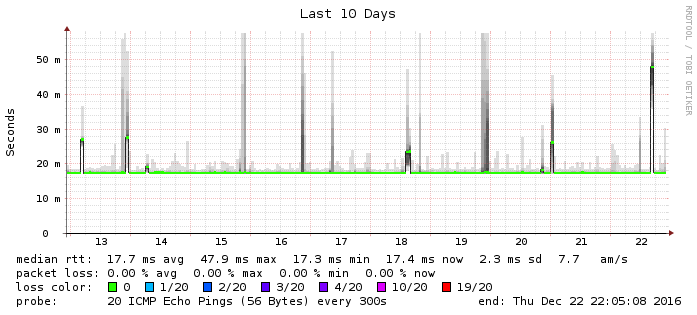 Last 10 Days
RRDTOOL / TOBI OETIKER
Seconds
50 m
40 m
30 m
20 m
10 m
0
13 14 15 16 17 18 19 20 21 22
median rtt: 17.7 ms avg 47.9 ms max 17.3 ms min 17.4 ms now 2.3 ms sd 7.7 am/s
packet loss: 0.00 % avg 0.00 % max 0.00 % min 0.00 % now
loss color: 0 1/20 2/20 3/20 4/20 10/20 19/20
probe: 20 ICMP Echo Pings (56 Bytes) every 300s end: Thu Dec 22 22:05:08 2016